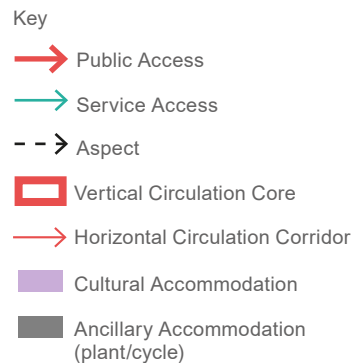 Key
Public Access
Service Access
Aspect
Vertical Circulation Core
Horizontal Circulation Corridor
Cultural Accommodation
Ancillary Accommodation
(plant/cycle)